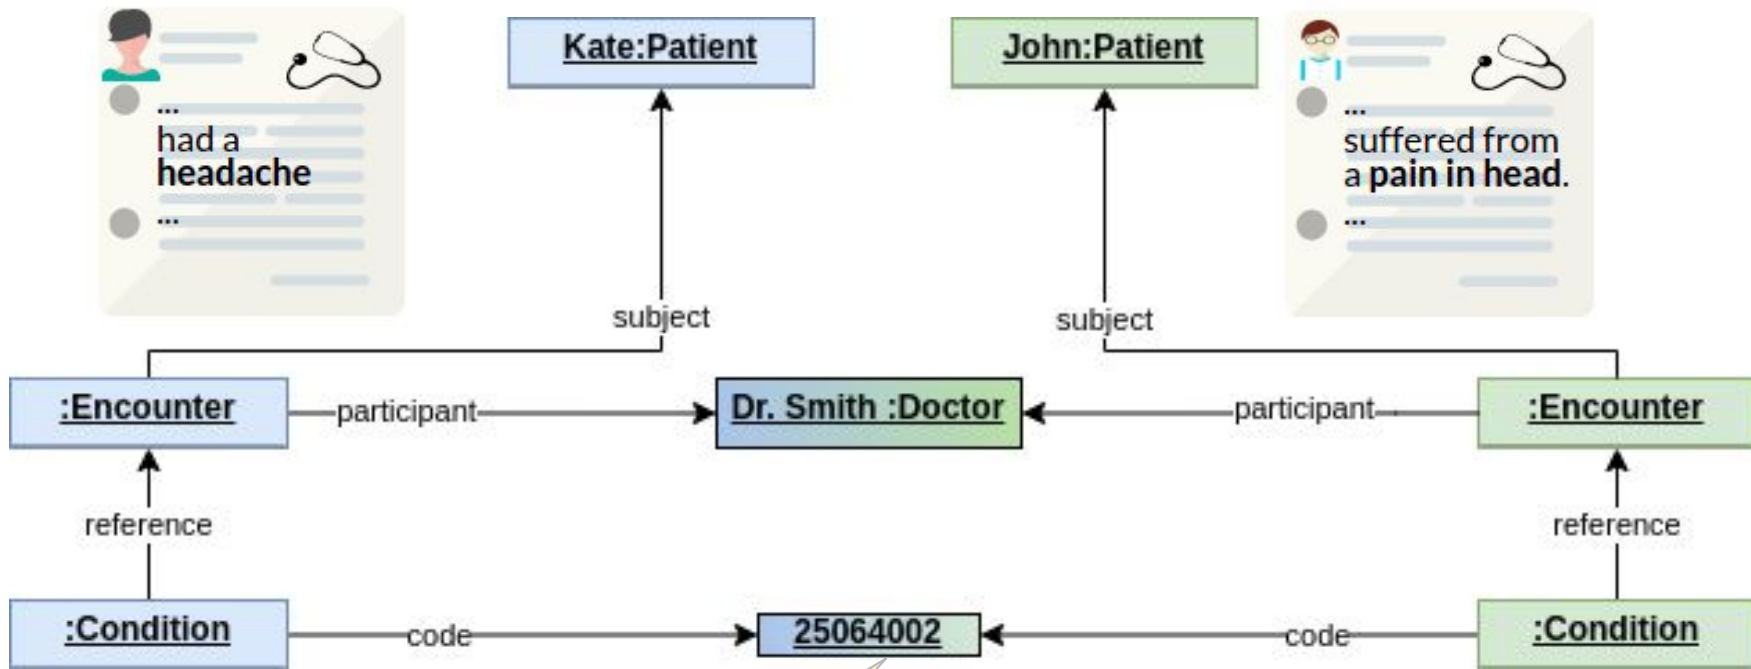 Kate:Patient
John:Patient
...
had a
headache
...
...
suffered from
a pain in head.
...
subject
subject
:Encounter
participant
Dr. Smith :Doctor
participant
:Encounter
reference
reference
:Condition
code
25064002
code
:Condition